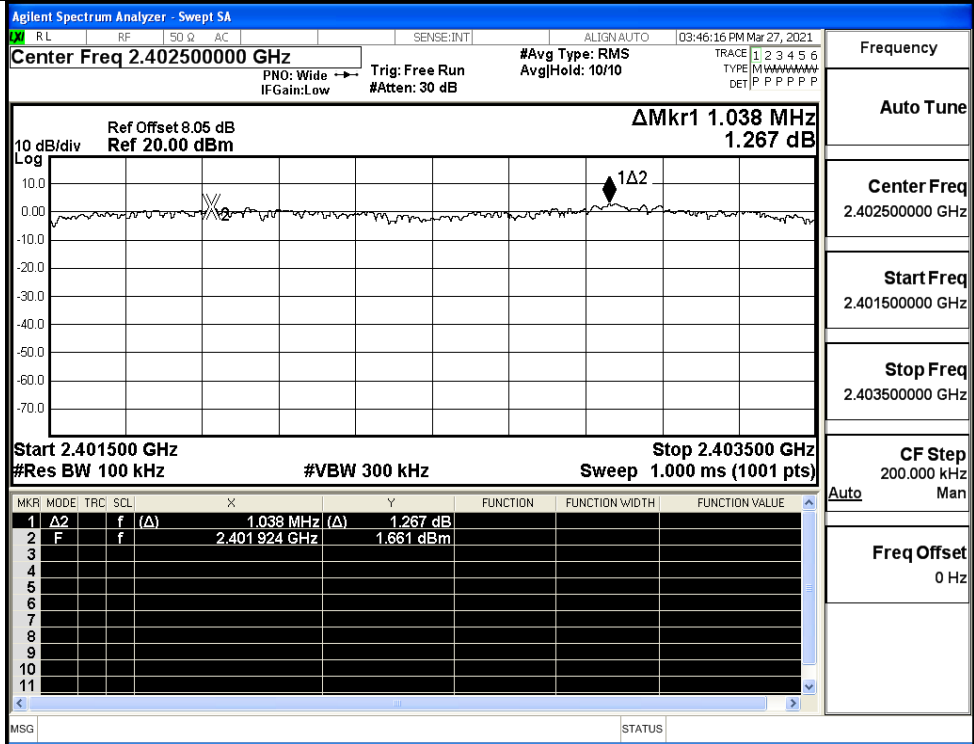 Agilent Spectrum Analyzer - Swept SA
LXI RL RF 50 Ω AC SENSE:INT ALIGN AUTO 03:46:16 PM Mar 27, 2021
Center Freq 2.402500000 GHz
PNO: Wide
IFGain:Low
Trig: Free Run
#Atten: 30 dB
#Avg Type: RMS
Avg|Hold: 10/10
TRACE 1 2 3 4 5 6
TYPE M WWWWW
DET P P P P P P
Ref Offset 8.05 dB
10 dB/div Ref 20.00 dBm
Log
ΔMkr1 1.038 MHz
1.267 dB
10.0
0.00
-10.0
-20.0
-30.0
-40.0
-50.0
-60.0
-70.0
X2
1Δ2
Start 2.401500 GHz Stop 2.403500 GHz
#Res BW 100 kHz #VBW 300 kHz Sweep 1.000 ms (1001 pts)
MKR MODE TRC SCL X Y FUNCTION FUNCTION WIDTH FUNCTION VALUE
1 Δ2 f (Δ) 1.038 MHz (Δ) 1.267 dB
2 F f 2.401 924 GHz 1.661 dBm
3
4
5
6
7
8
9
10
11
MSG STATUS
Frequency
Auto Tune
Center Freq
2.402500000 GHz
Start Freq
2.401500000 GHz
Stop Freq
2.403500000 GHz
CF Step
200.000 kHz
Auto Man
Freq Offset
0 Hz